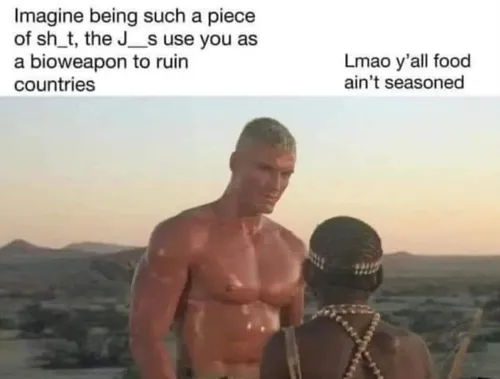 Imagine being such a piece
of sh_t, the J__s use you as
a bioweapon to ruin
countries
Lmao y'all food
ain't seasoned